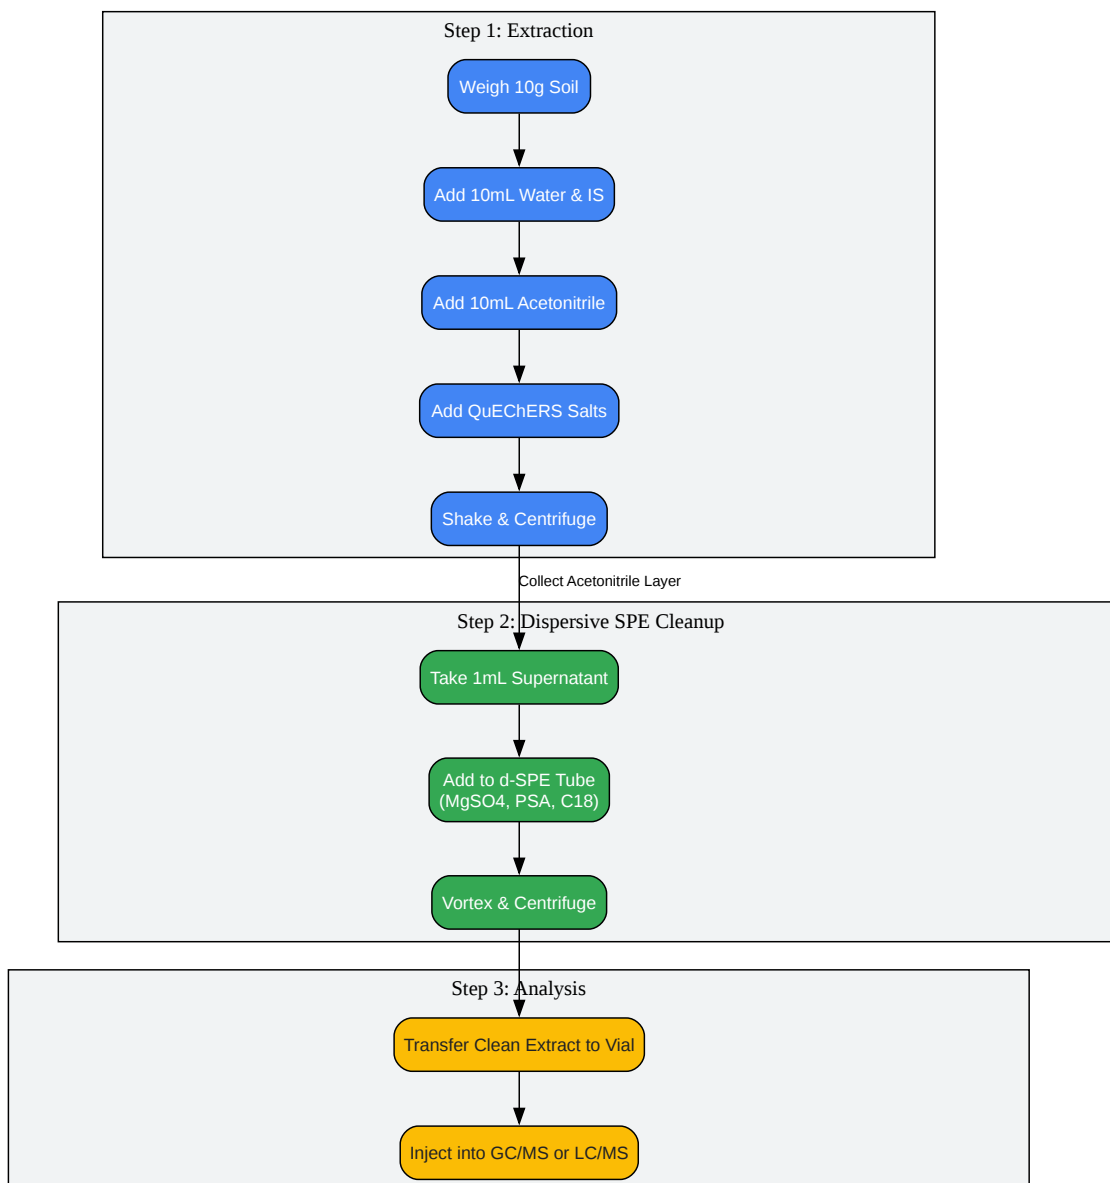 Step 1: Extraction
Weigh 10g Soil
Add 10mL Water & IS
Add 10mL Acetonitrile
Add QuEChERS Salts
Shake & Centrifuge
Collect Acetonitrile Layer
Step 2: Dispersive SPE Cleanup
Take 1mL Supernatant
Add to d-SPE Tube
(MgSO4, PSA, C18)
Vortex & Centrifuge
Step 3: Analysis
Transfer Clean Extract to Vial
Inject into GC/MS or LC/MS